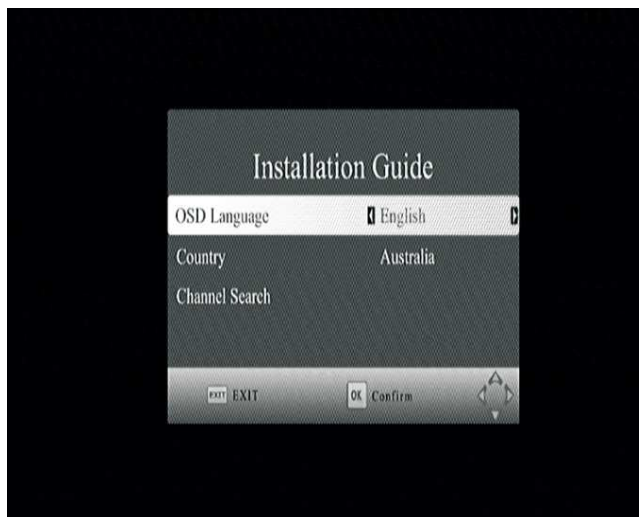 Installation Guide
OSD Language English
Country Australia
Channel Search
EXIT EXIT OK Confirm